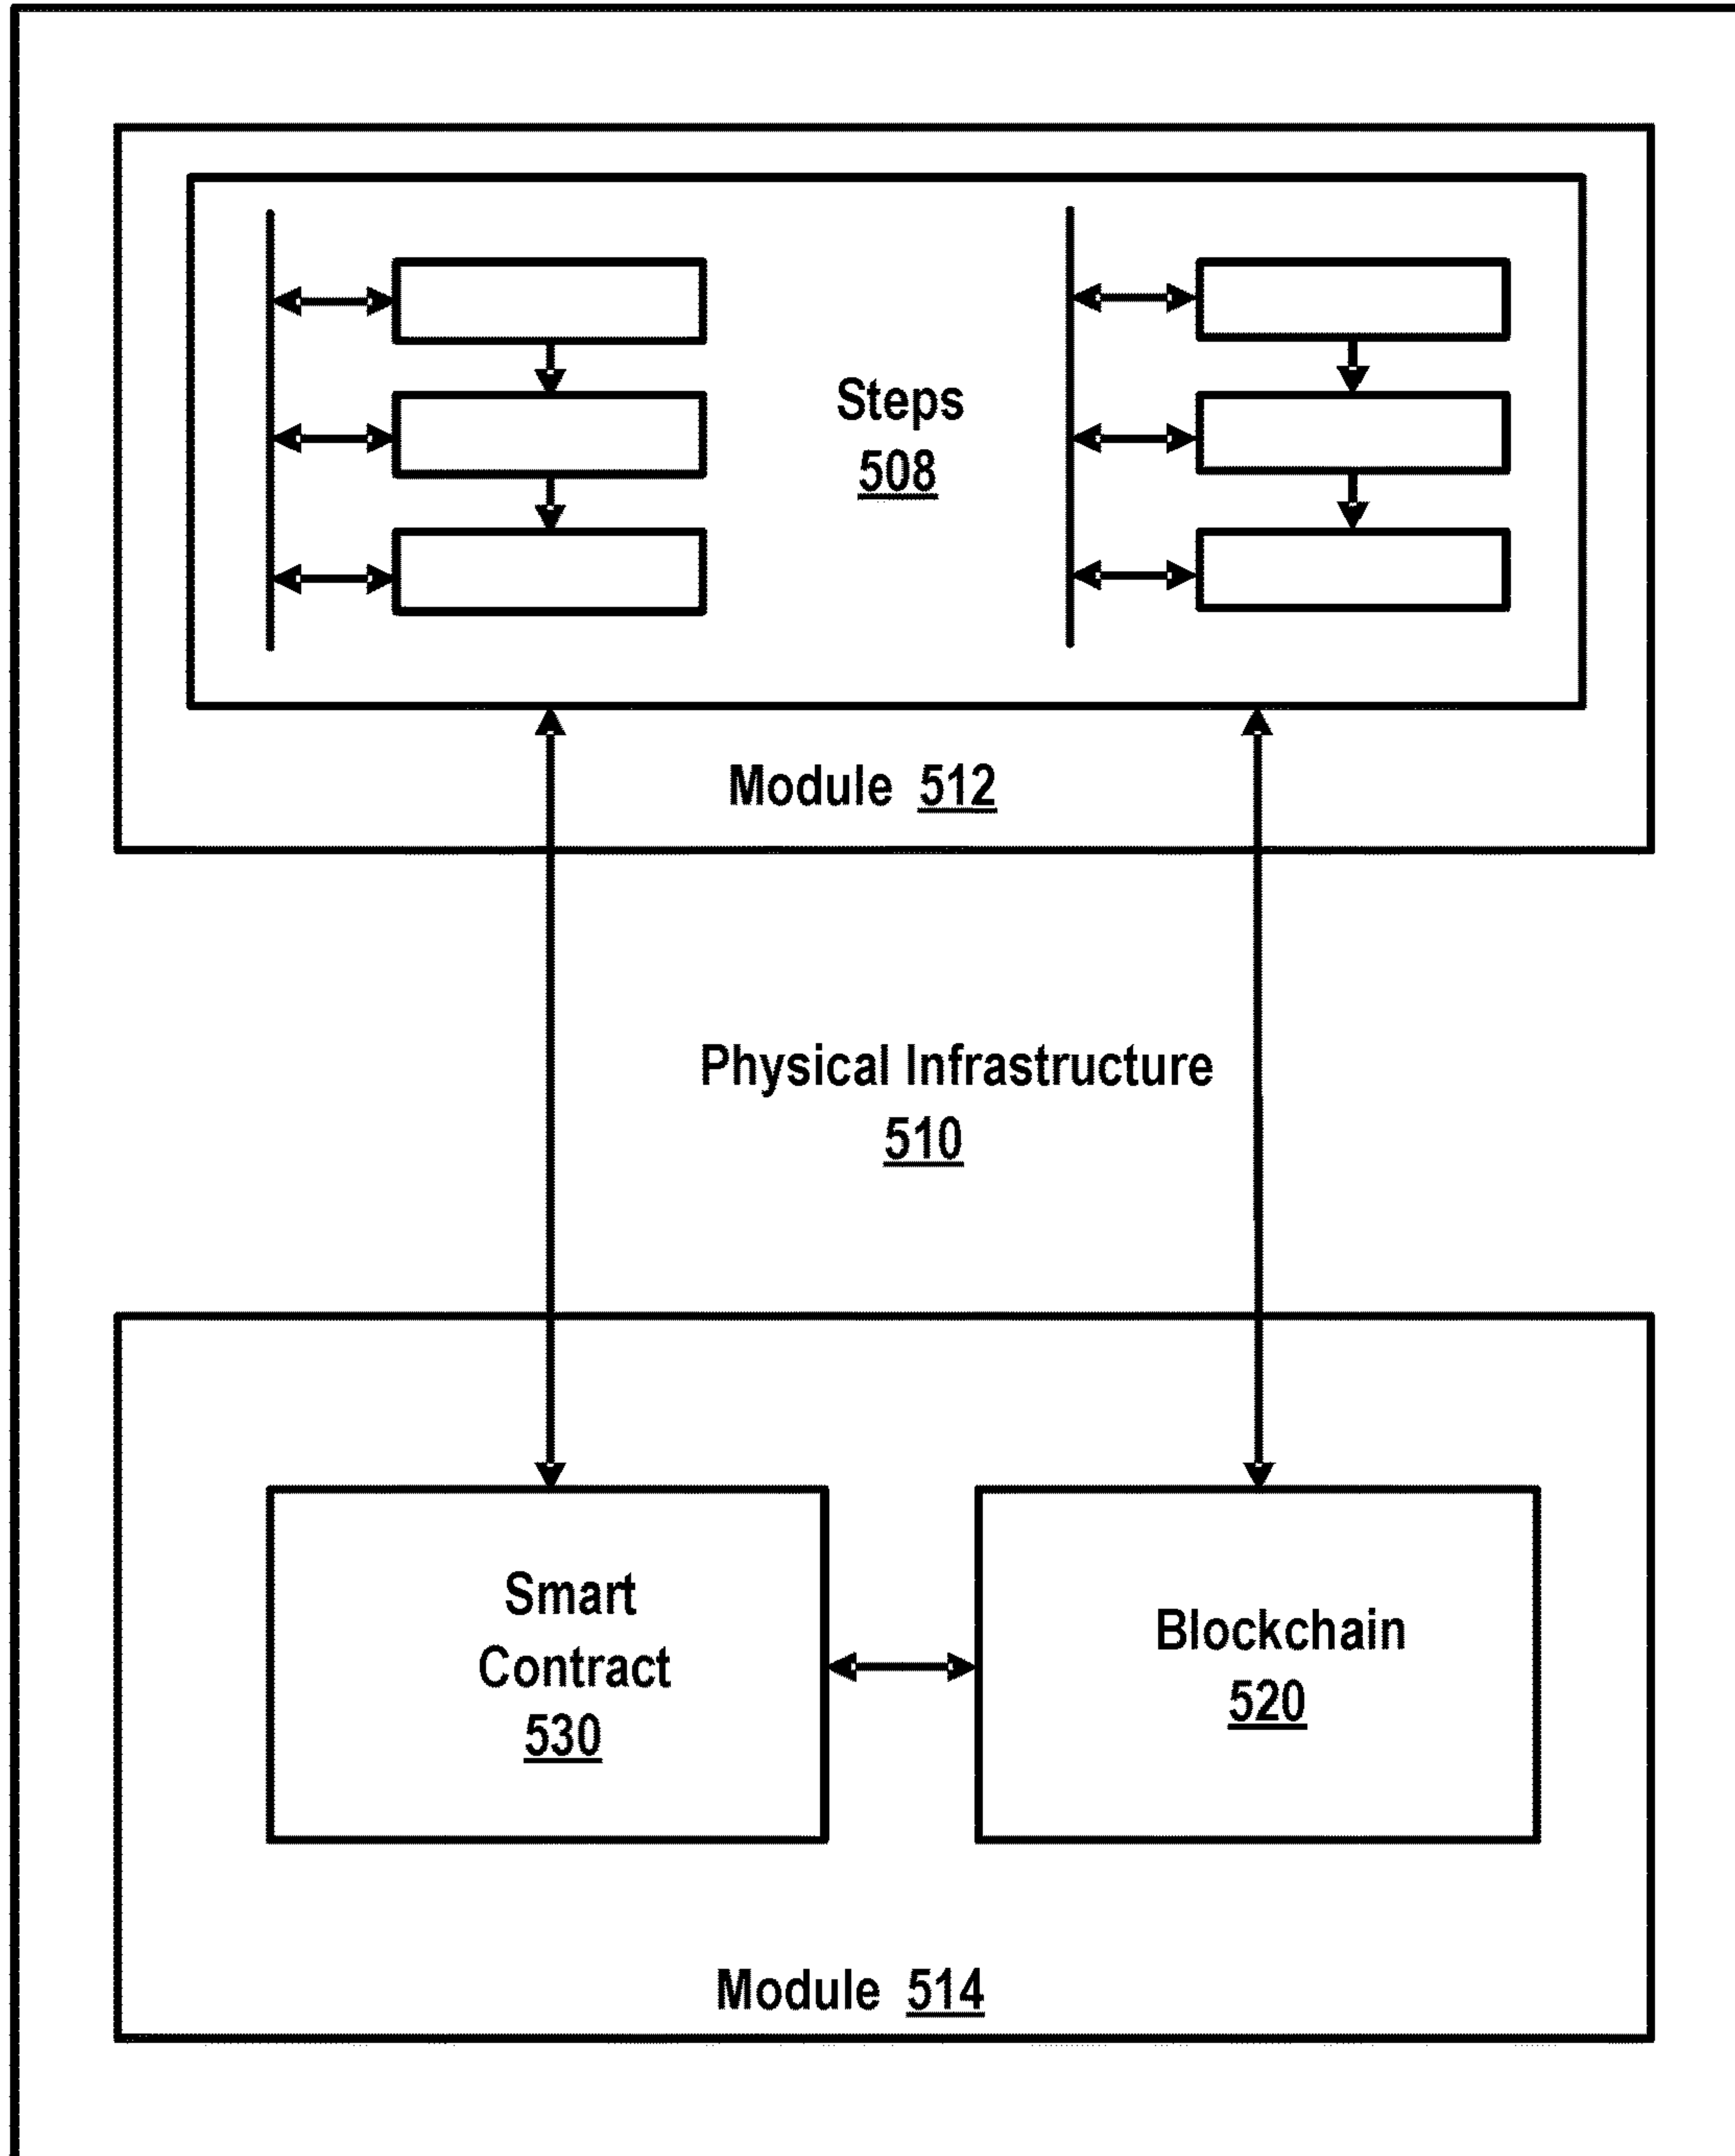 Steps
508
Module 512
Physical Infrastructure
510
Smart
Contract
530
Blockchain
520
Module 514